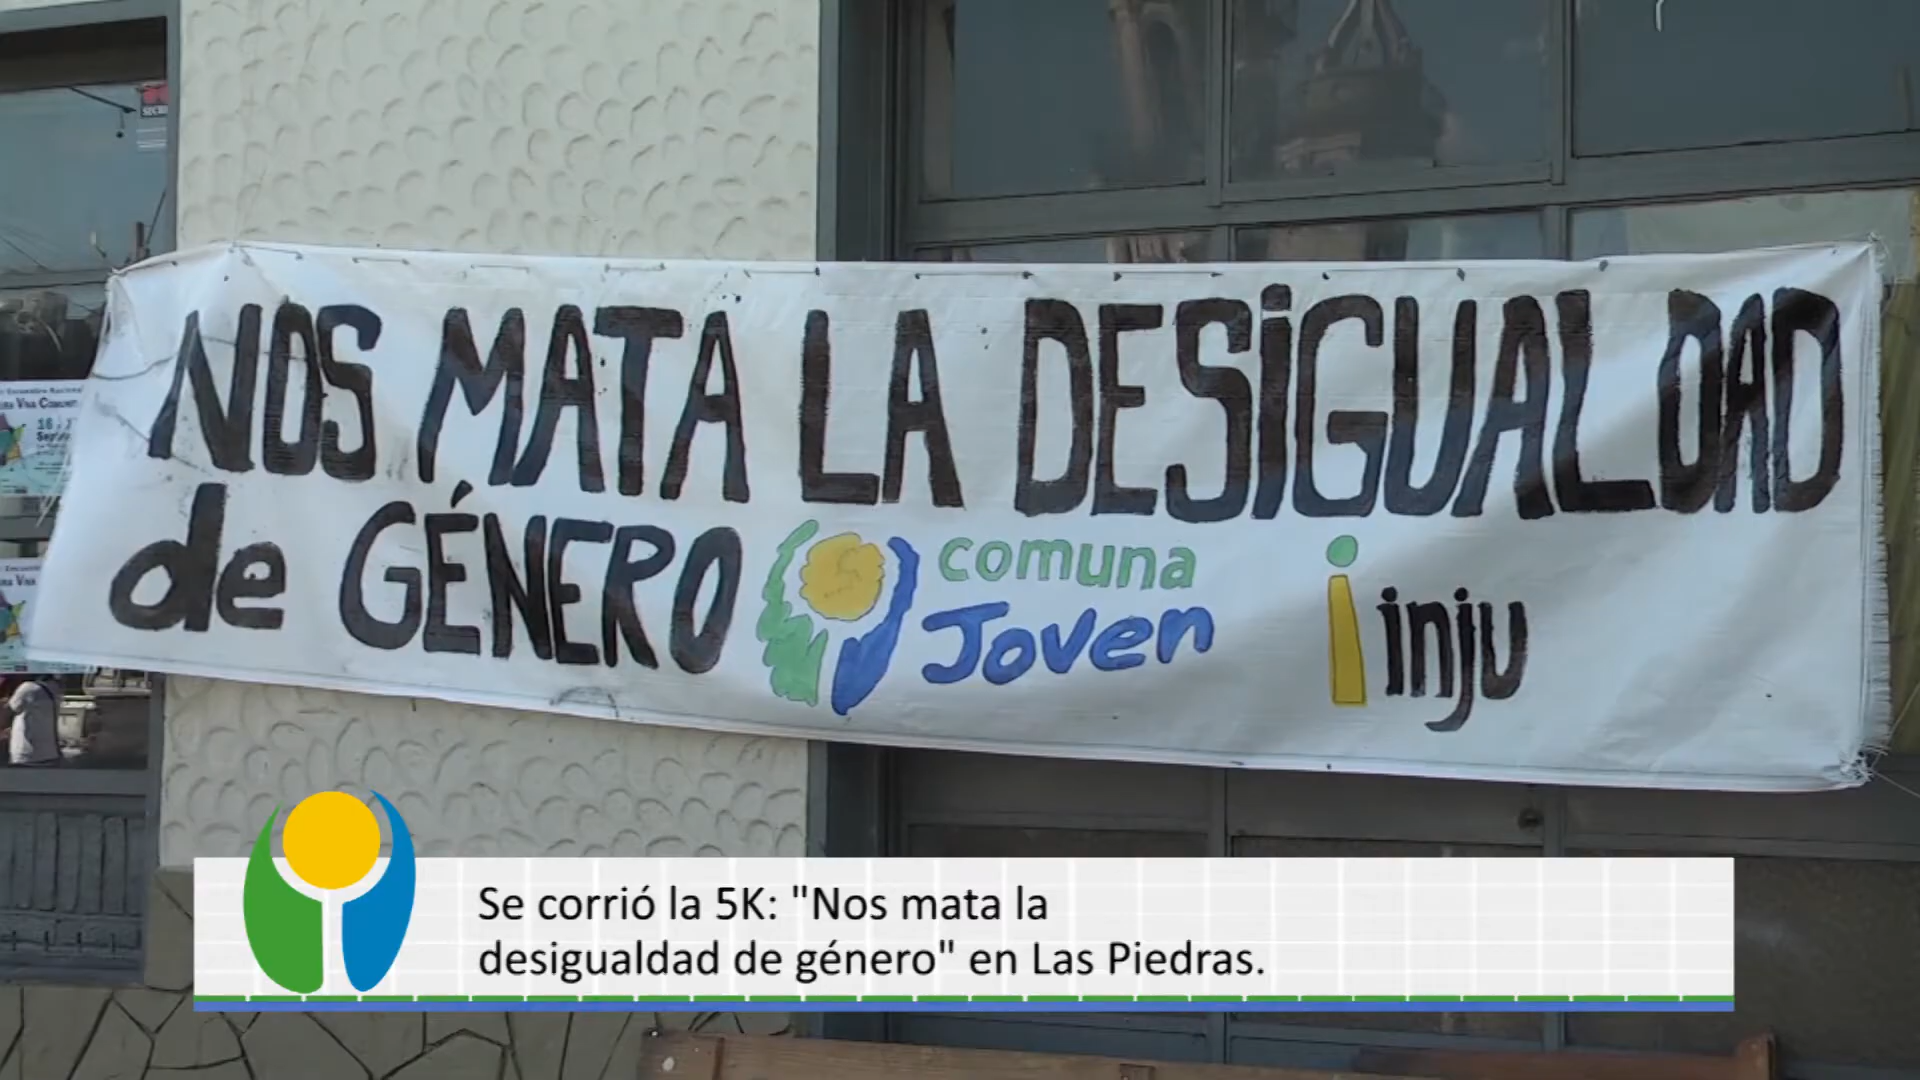 NOS MATA LA DESiGUALDAD
de GÉNERO
comuna
Joven
inju
Se corrió la 5K: "Nos mata la
desigualdad de género" en Las Piedras.